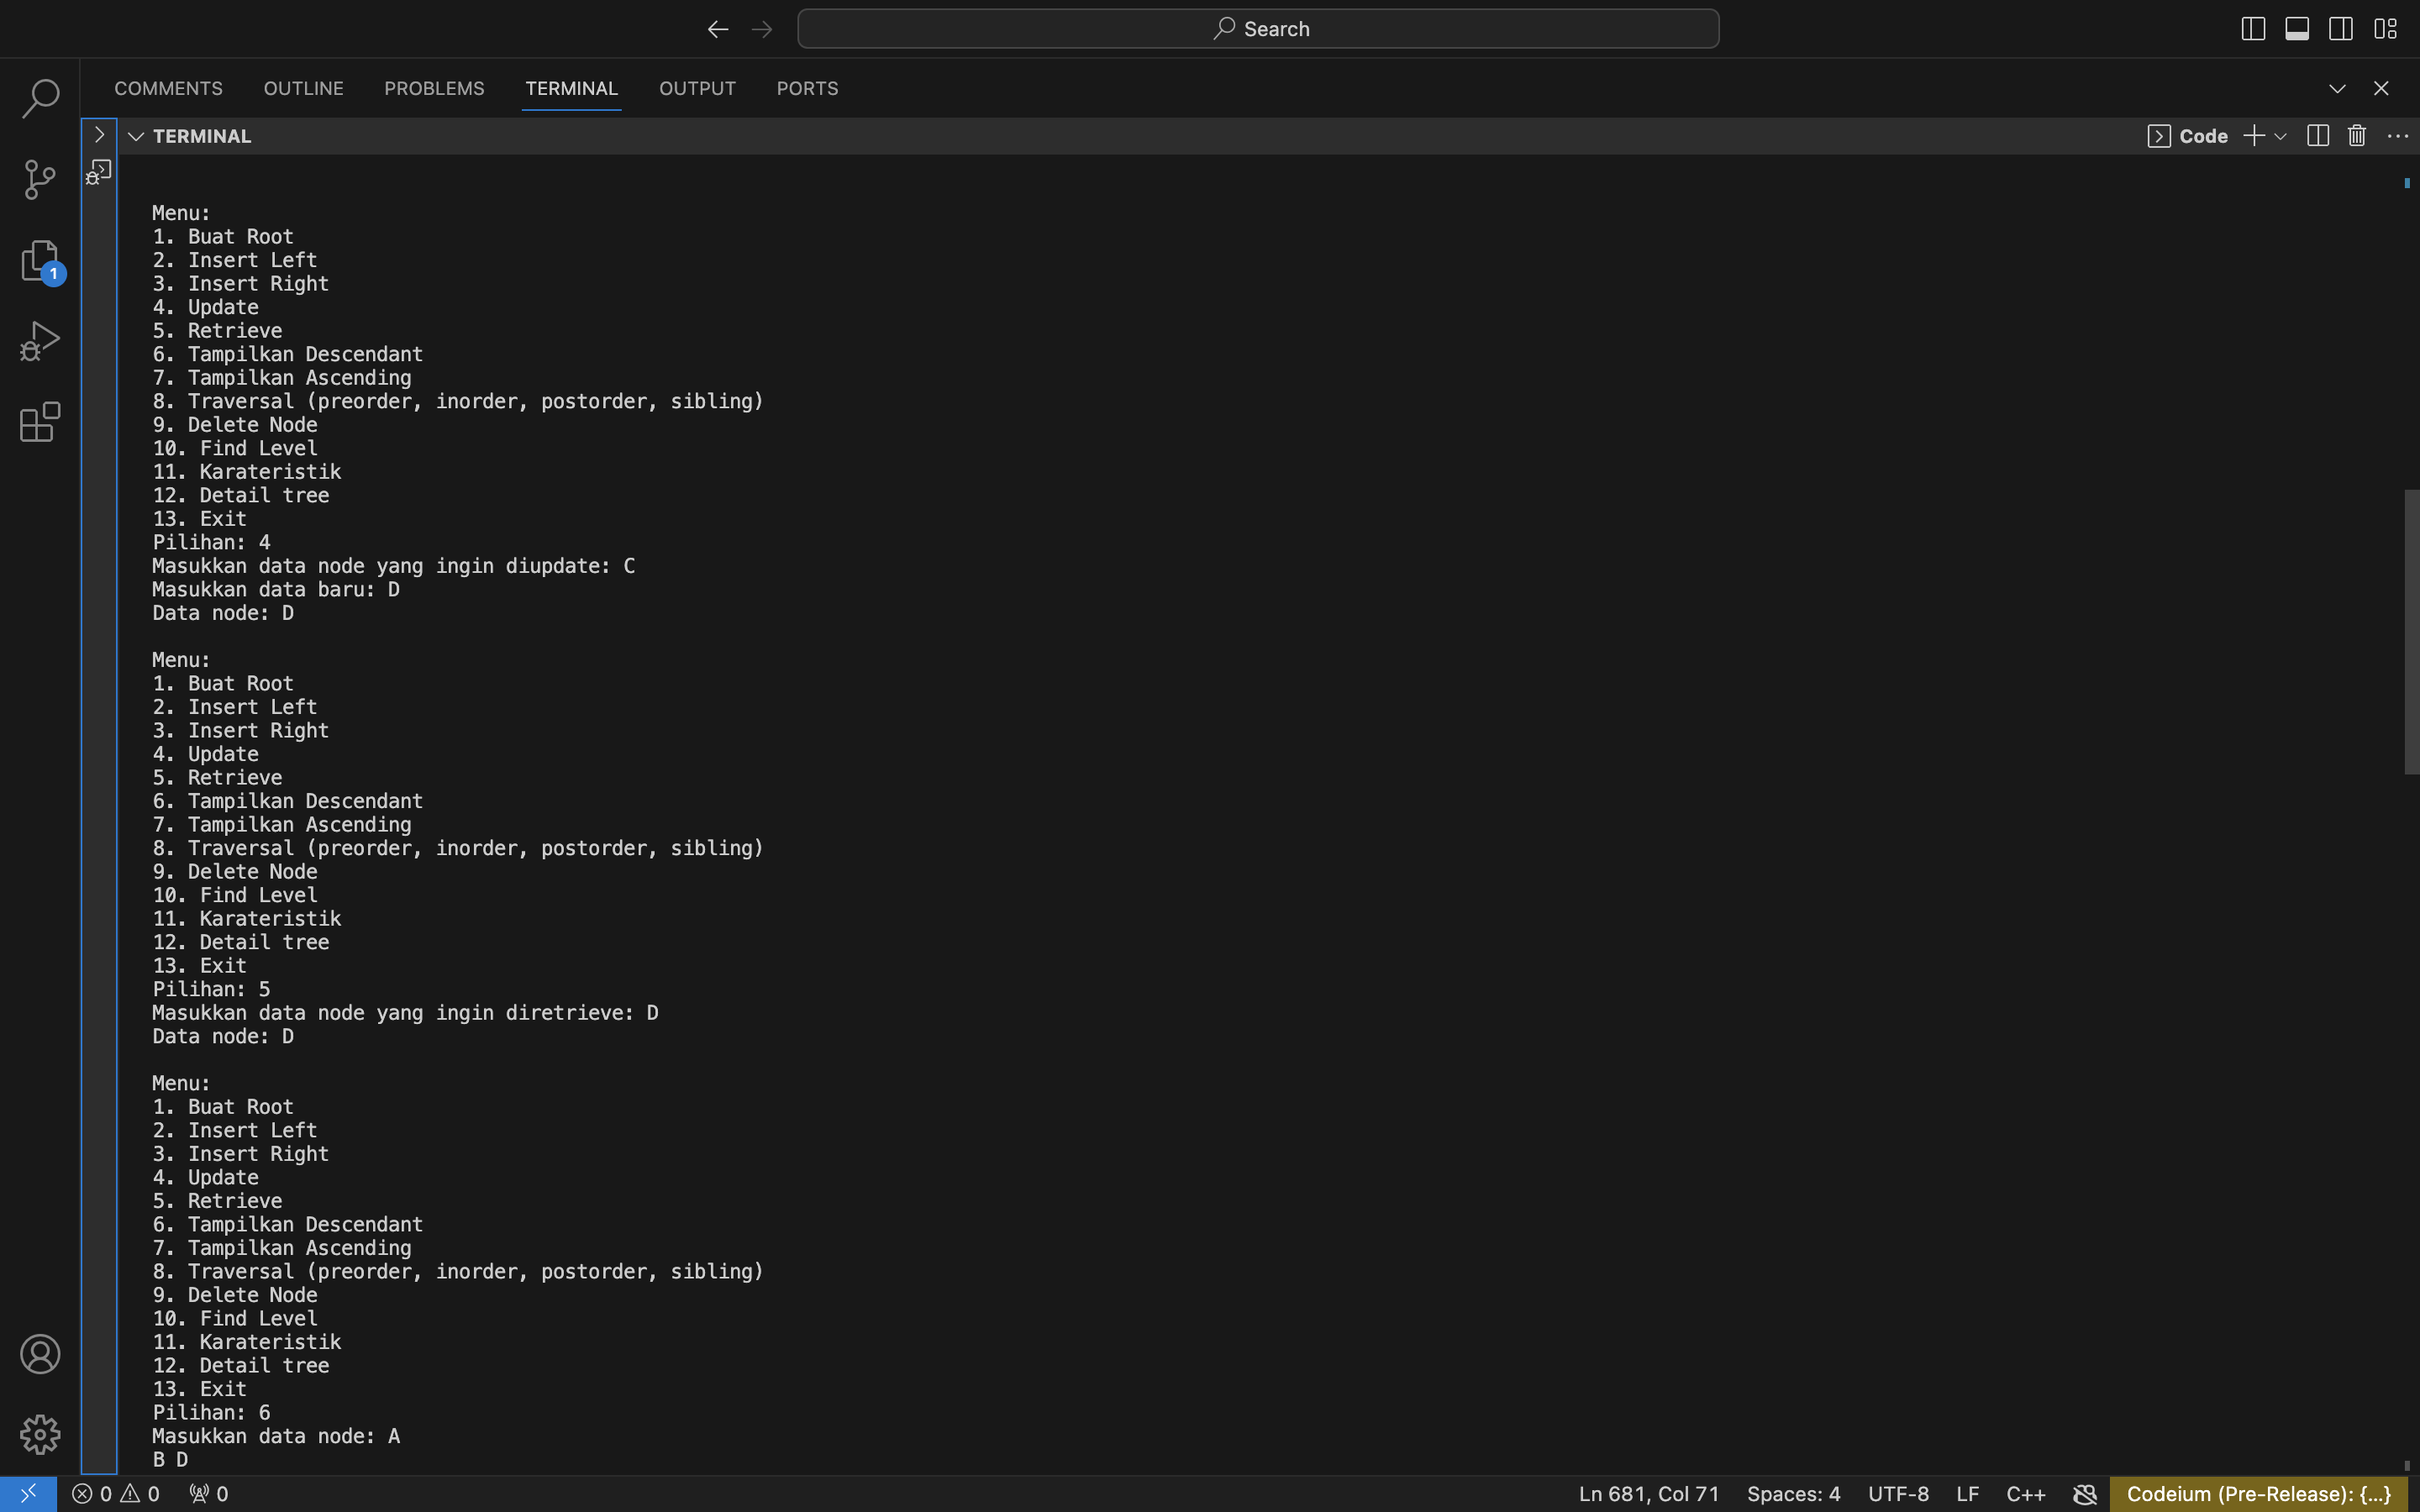 Search
COMMENTS OUTLINE PROBLEMS TERMINAL OUTPUT PORTS
TERMINAL
Code
1
Menu:
1. Buat Root
2. Insert Left
3. Insert Right
4. Update
5. Retrieve
6. Tampilkan Descendant
7. Tampilkan Ascending
8. Traversal (preorder, inorder, postorder, sibling)
9. Delete Node
10. Find Level
11. Karateristik
12. Detail tree
13. Exit
Pilihan: 4
Masukkan data node yang ingin diupdate: C
Masukkan data baru: D
Data node: D
Menu:
1. Buat Root
2. Insert Left
3. Insert Right
4. Update
5. Retrieve
6. Tampilkan Descendant
7. Tampilkan Ascending
8. Traversal (preorder, inorder, postorder, sibling)
9. Delete Node
10. Find Level
11. Karateristik
12. Detail tree
13. Exit
Pilihan: 5
Masukkan data node yang ingin diretrieve: D
Data node: D
Menu:
1. Buat Root
2. Insert Left
3. Insert Right
4. Update
5. Retrieve
6. Tampilkan Descendant
7. Tampilkan Ascending
8. Traversal (preorder, inorder, postorder, sibling)
9. Delete Node
10. Find Level
11. Karateristik
12. Detail tree
13. Exit
Pilihan: 6
Masukkan data node: A
B D
0 0 0 Ln 681, Col 71 Spaces: 4 UTF-8 LF C++ Codeium (Pre-Release): {...}